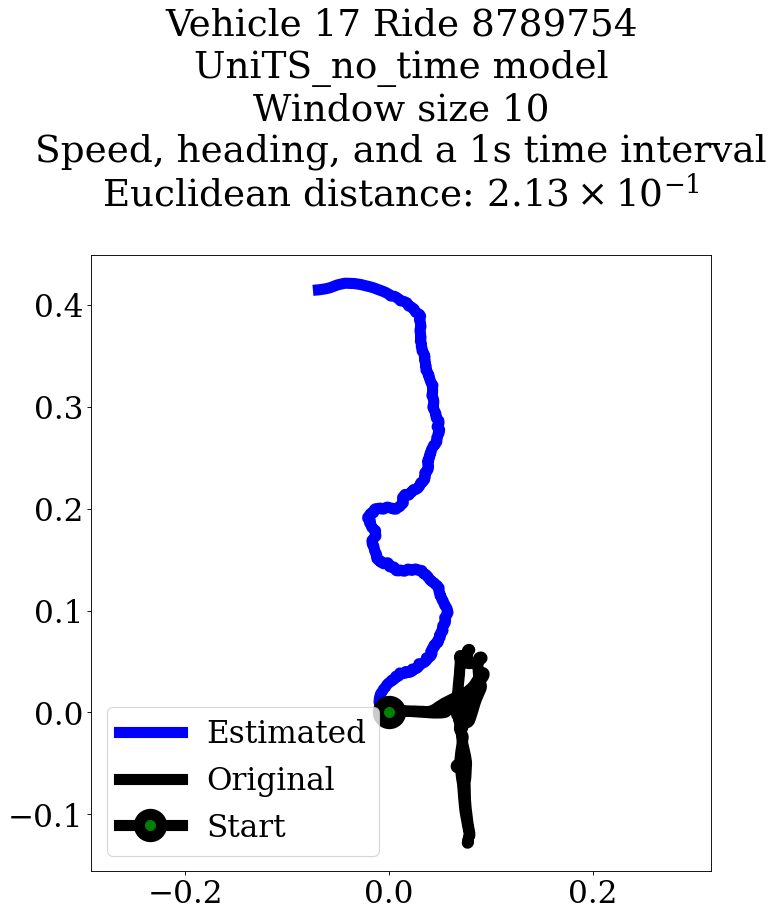 Vehicle 17 Ride 8789754
UniTS_no_time model
Window size 10
Speed, heading, and a 1s time interval
Euclidean distance: 2.13 × 10⁻¹
0.4
0.3
0.2
0.1
0.0
−0.1
Estimated
Original
Start
−0.2 0.0 0.2